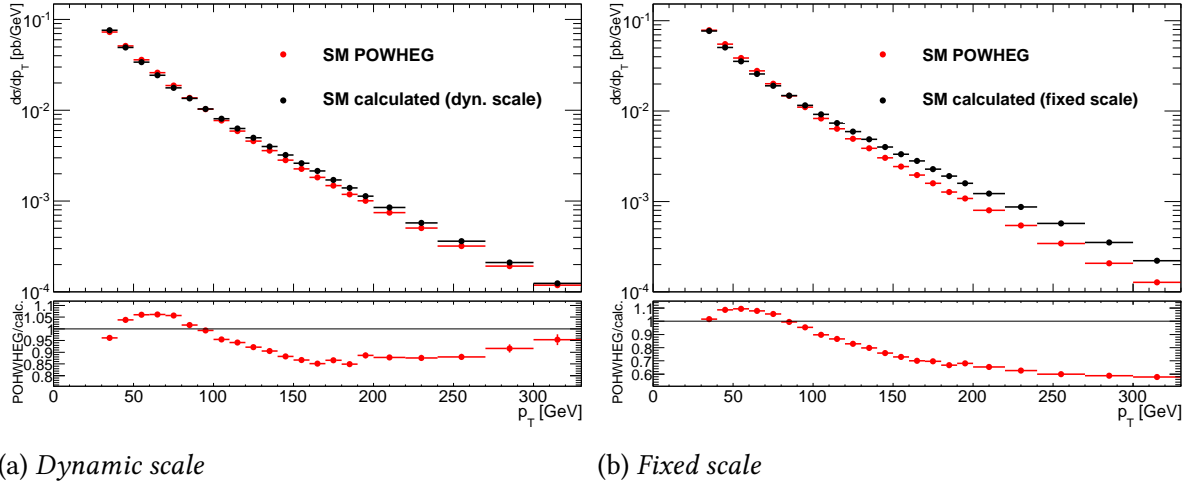 dσ/dp_T [pb/GeV]
10^-1
10^-2
10^-3
10^-4
SM POWHEG
SM calculated (dyn. scale)
POHWHEG/calc.
1.1
1.05
1
0.95
0.9
0.85
0.8
0 50 100 150 200 250 300
p_T [GeV]
dσ/dp_T [pb/GeV]
10^-1
10^-2
10^-3
10^-4
SM POWHEG
SM calculated (fixed scale)
POHWHEG/calc.
1.1
1
0.9
0.8
0.7
0.6
0 50 100 150 200 250 300
p_T [GeV]
(a) Dynamic scale
(b) Fixed scale